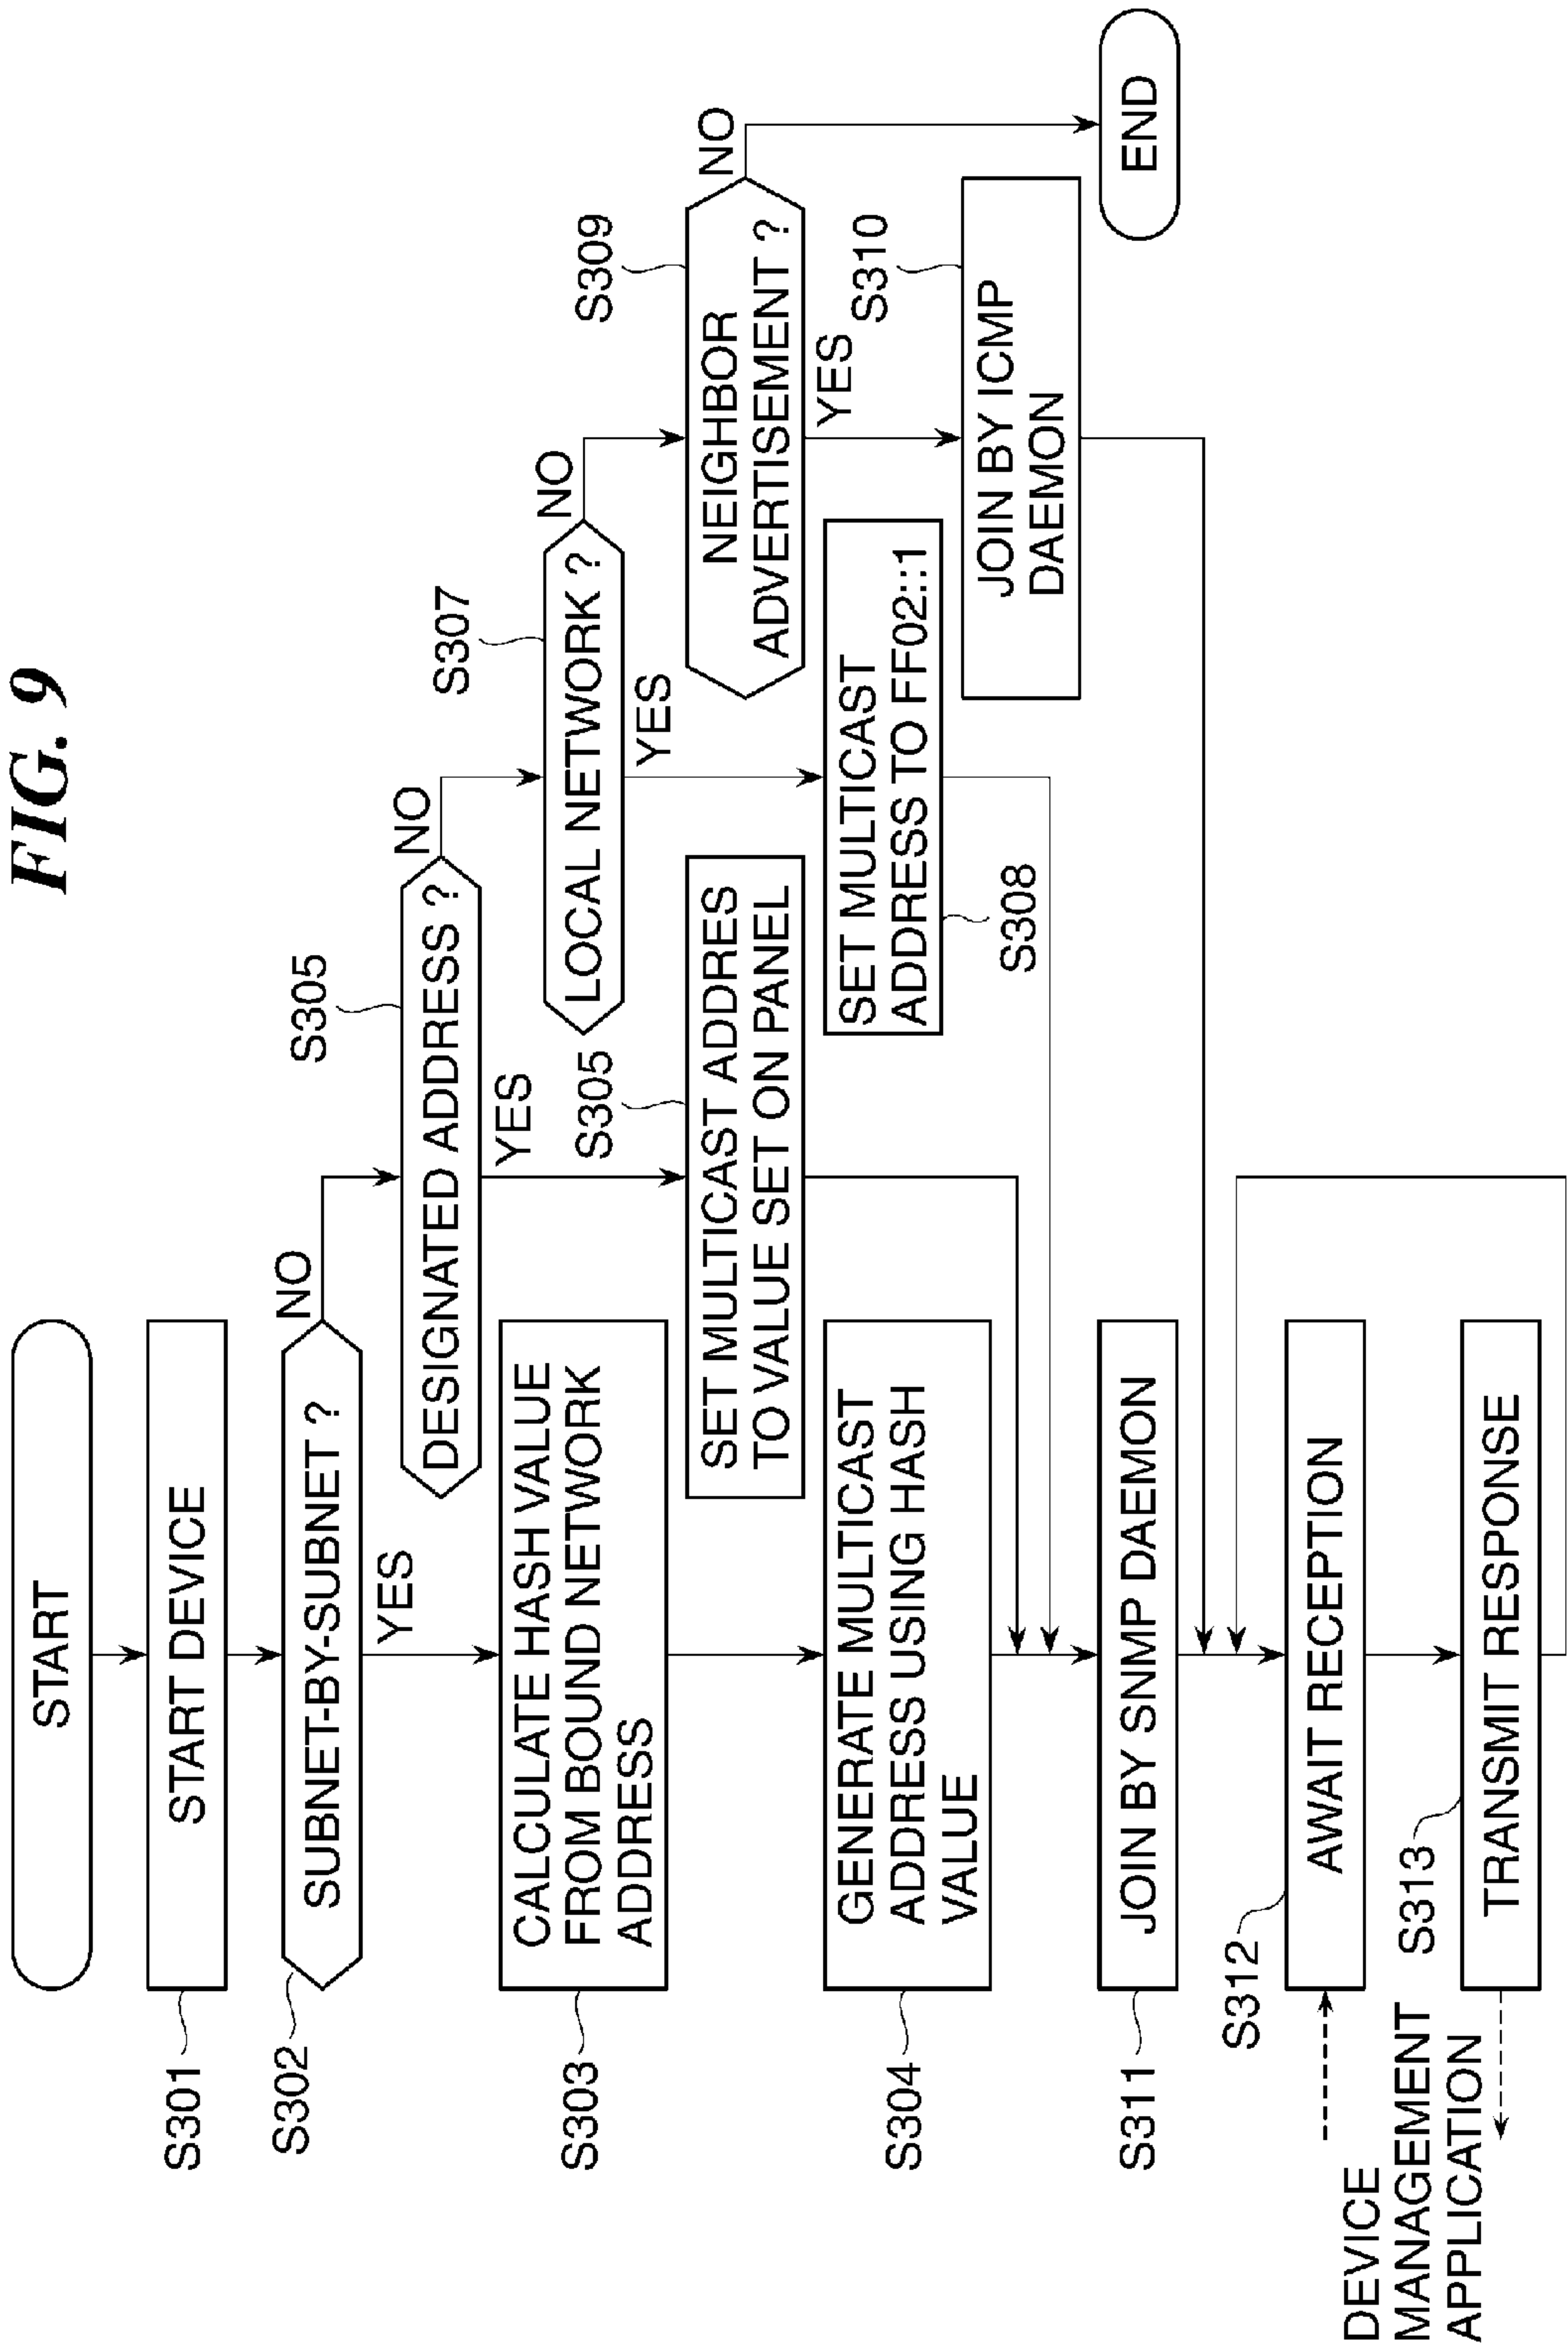 FIG. 9
START
S301
START DEVICE
S302
SUBNET-BY-SUBNET ?
NO
YES
S305
DESIGNATED ADDRESS ?
NO
YES
S303
CALCULATE HASH VALUE
FROM BOUND NETWORK
ADDRESS
S307
LOCAL NETWORK ?
NO
YES
S305
SET MULTICAST ADDRES
TO VALUE SET ON PANEL
S309
NEIGHBOR
ADVERTISEMENT ?
NO
YES
S304
GENERATE MULTICAST
ADDRESS USING HASH
VALUE
SET MULTICAST
ADDRESS TO FF02::1
S308
S310
JOIN BY ICMP
DAEMON
S311
JOIN BY SNMP DAEMON
END
S312
AWAIT RECEPTION
DEVICE
MANAGEMENT
APPLICATION
S313
TRANSMIT RESPONSE